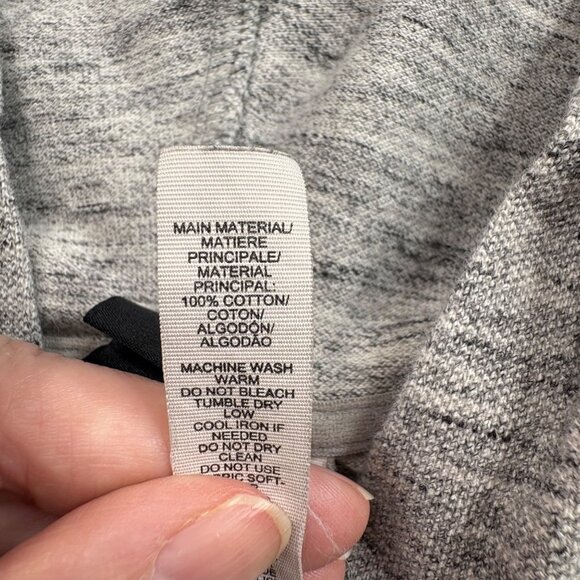 MAIN MATERIAL/
MATIERE
PRINCIPALE/
MATERIAL
PRINCIPAL:
100% COTTON/
COTON/
ALGODÓN/
ALGODÃO
MACHINE WASH
WARM
DO NOT BLEACH
TUMBLE DRY
LOW
COOL IRON IF
NEEDED
DO NOT DRY
CLEAN
DO NOT USE
SOFT-